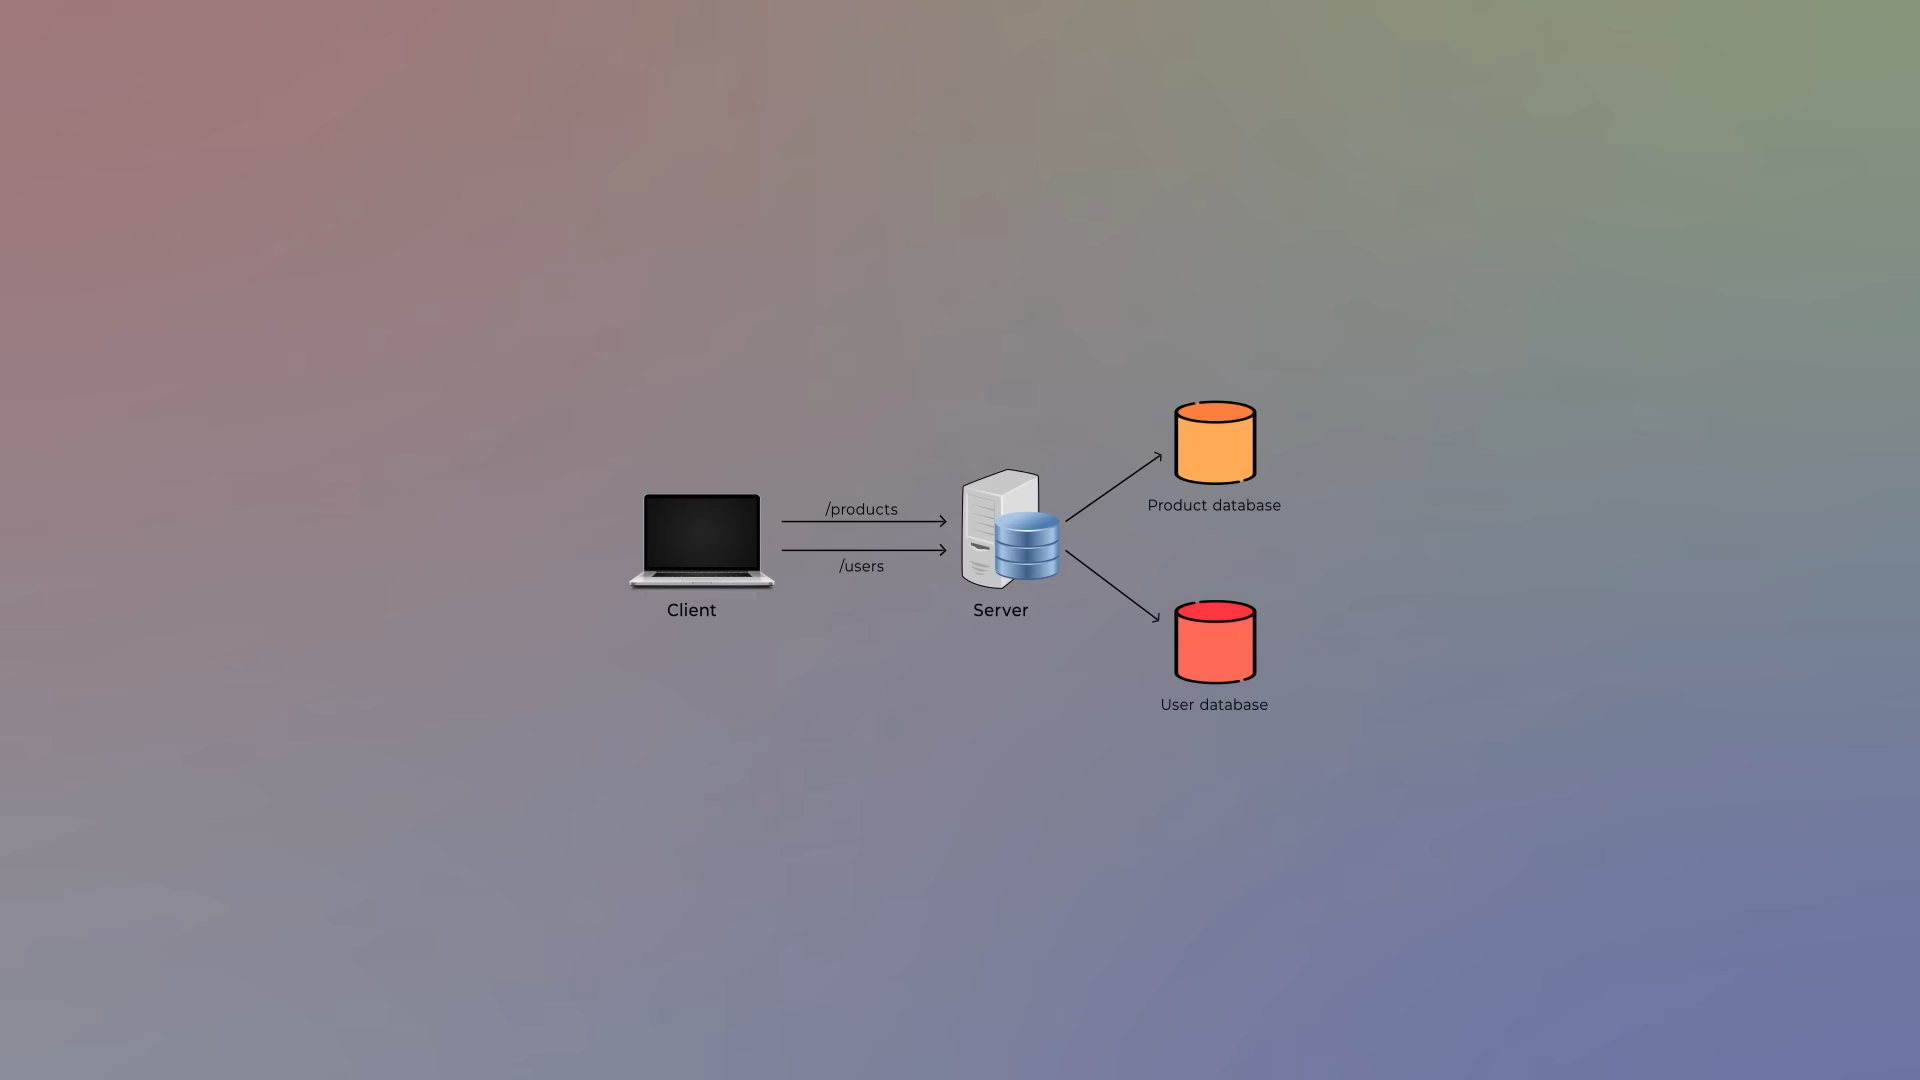 /products
/users
Client
Server
Product database
User database